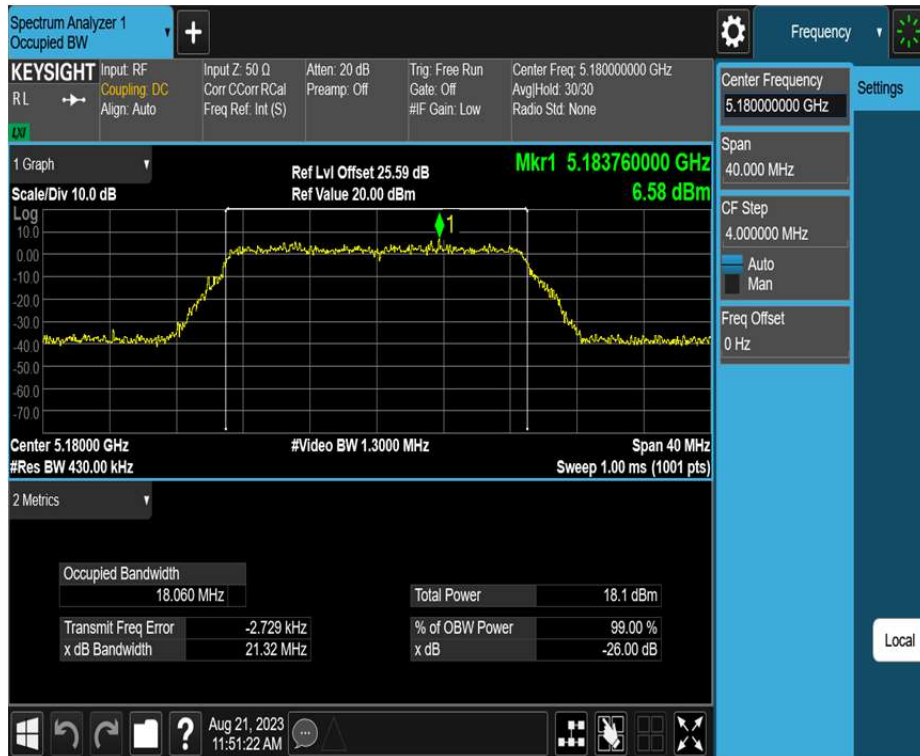 Spectrum Analyzer 1
Occupied BW
+
Frequency
KEYSIGHT
RL
LXI
Input: RF
Coupling: DC
Align: Auto
Input Z: 50 Ω
Corr CCorr RCal
Freq Ref: Int (S)
Atten: 20 dB
Preamp: Off
Trig: Free Run
Gate: Off
#IF Gain: Low
Center Freq: 5.180000000 GHz
Avg|Hold: 30/30
Radio Std: None
Center Frequency
5.18000000 GHz
Settings
Span
40.000 MHz
CF Step
4.000000 MHz
Auto
Man
Freq Offset
0 Hz
Local
1 Graph
Scale/Div 10.0 dB
Ref Lvl Offset 25.59 dB
Ref Value 20.00 dBm
Mkr1 5.183760000 GHz
6.58 dBm
Log
10.0
0.00
-10.0
-20.0
-30.0
-40.0
-50.0
-60.0
-70.0
1
Center 5.18000 GHz
#Res BW 430.00 kHz
#Video BW 1.3000 MHz
Span 40 MHz
Sweep 1.00 ms (1001 pts)
2 Metrics
Occupied Bandwidth
18.060 MHz
Total Power 18.1 dBm
Transmit Freq Error -2.729 kHz
% of OBW Power 99.00 %
x dB Bandwidth 21.32 MHz
x dB -26.00 dB
?
Aug 21, 2023
11:51:22 AM